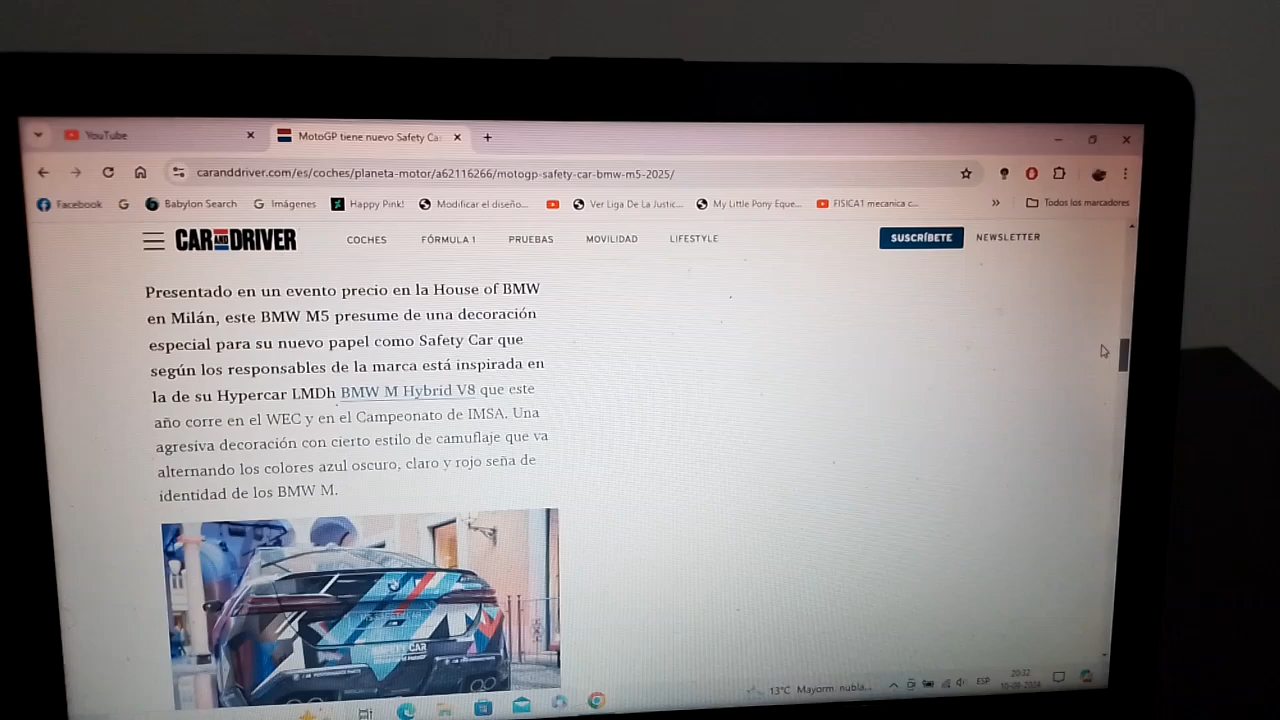 YouTube
MotoGP tiene nuevo Safety Ca
caranddriver.com/es/coches/planeta-motor/a62116266/motogp-safety-car-bmw-m5-2025/
Facebook
Babylon Search
Imágenes
Happy Pink!
Modificar el diseño...
Ver Liga De La Justic...
My Little Pony Eque...
FISICA1 mecanica c...
»
Todos los marcadores
CAR AND DRIVER
COCHES
FÓRMULA 1
PRUEBAS
MOVILIDAD
LIFESTYLE
SUSCRÍBETE
NEWSLETTER
Presentado en un evento precio en la House of BMW
en Milán, este BMW M5 presume de una decoración
especial para su nuevo papel como Safety Car que
según los responsables de la marca está inspirada en
la de su Hypercar LMDh BMW M Hybrid V8 que este
año corre en el WEC y en el Campeonato de IMSA. Una
agresiva decoración con cierto estilo de camuflaje que va
alternando los colores azul oscuro, claro y rojo seña de
identidad de los BMW M.
SAFETY CAR
13°C Mayorm. nubla...
ESP
20:32